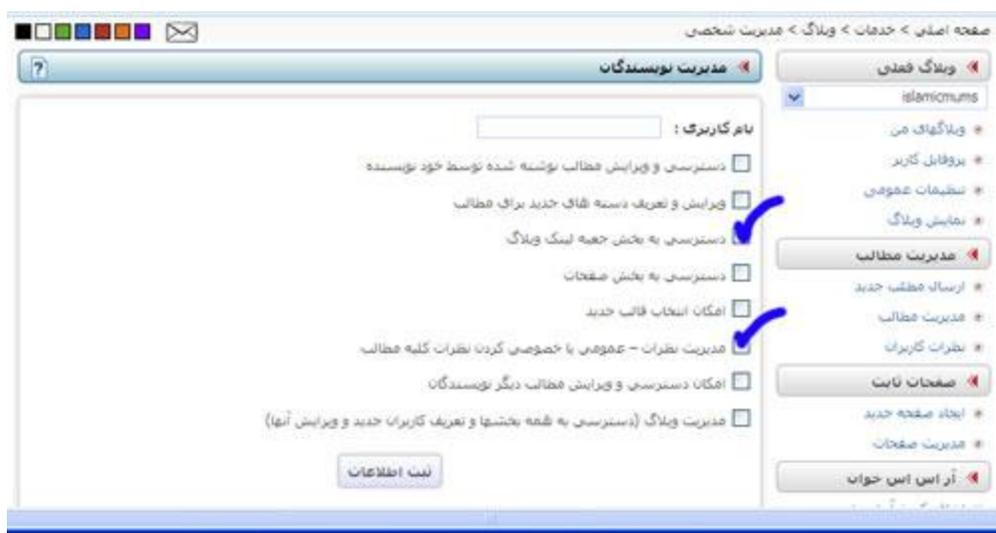 صفحه اصلی > خدمات > وبلاگ > مدیریت شخصی
وبلاگ فعلی
islamicmums
وبلاگهای من
پروفایل کاربر
تنظیمات عمومی
نمایش وبلاگ
مدیریت مطالب
ارسال مطلب جدید
مدیریت مطالب
نظرات کاربران
صفحات ثابت
ایجاد صفحه جدید
مدیریت صفحات
آر اس اس خوان
مدیریت نویسندگان
?
نام کاربری :
دسترسی و ویرایش مطالب نوشته شده توسط خود نویسنده
ویرایش و تعریف دسته های جدید برای مطالب
دسترسی به بخش جعبه لینک وبلاگ
دسترسی به بخش صفحات
امکان انتخاب قالب جدید
مدیریت نظرات – عمومی یا خصوصی کردن نظرات کلیه مطالب
امکان دسترسی و ویرایش مطالب دیگر نویسندگان
مدیریت وبلاگ (دسترسی به همه بخشها و تعریف کاربران جدید و ویرایش آنها)
ثبت اطلاعات